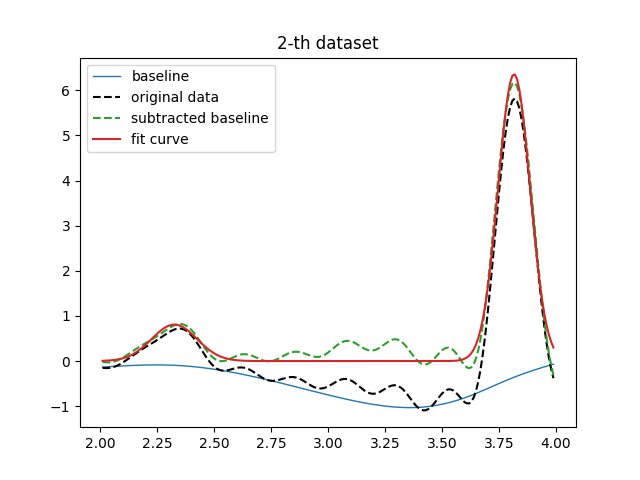 2-th dataset
baseline
original data
subtracted baseline
fit curve
6
5
4
3
2
1
0
−1
2.00 2.25 2.50 2.75 3.00 3.25 3.50 3.75 4.00